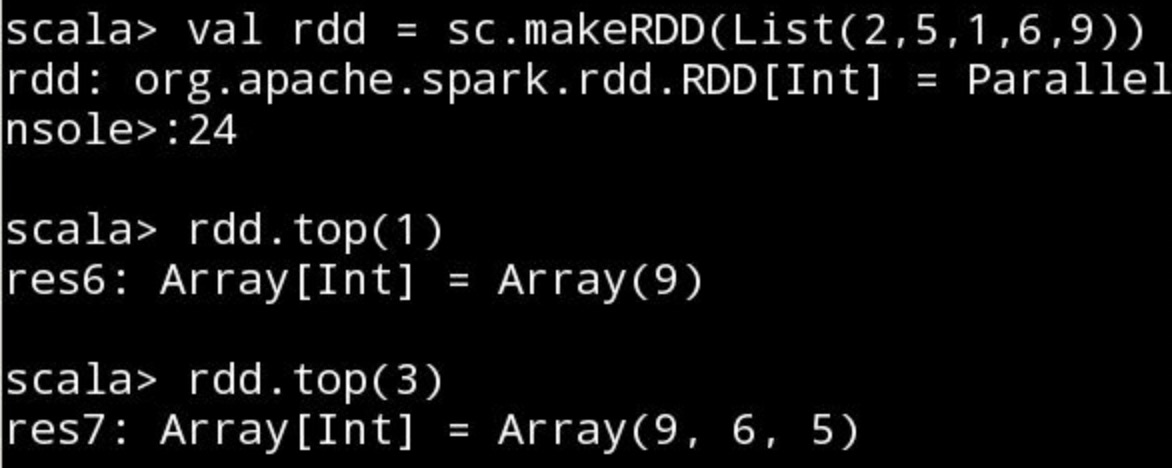 scala> val rdd = sc.makeRDD(List(2,5,1,6,9))
rdd: org.apache.spark.rdd.RDD[Int] = Parallel
nsole>:24
scala> rdd.top(1)
res6: Array[Int] = Array(9)
scala> rdd.top(3)
res7: Array[Int] = Array(9, 6, 5)